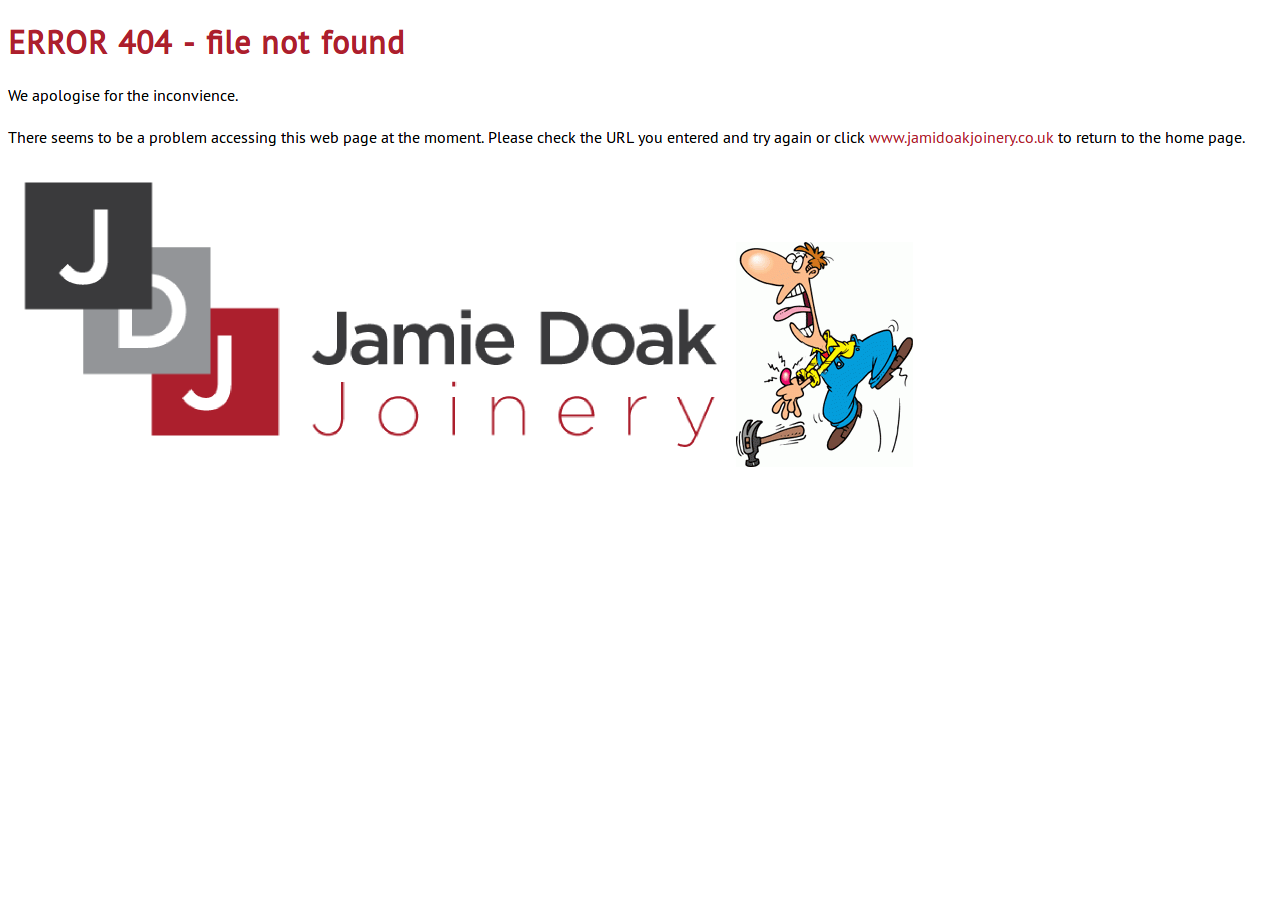 ERROR 404 - file not found
We apologise for the inconvience.
There seems to be a problem accessing this web page at the moment. Please check the URL you entered and try again or click www.jamidoakjoinery.co.uk to return to the home page.
J
D
J
Jamie Doak
Joinery